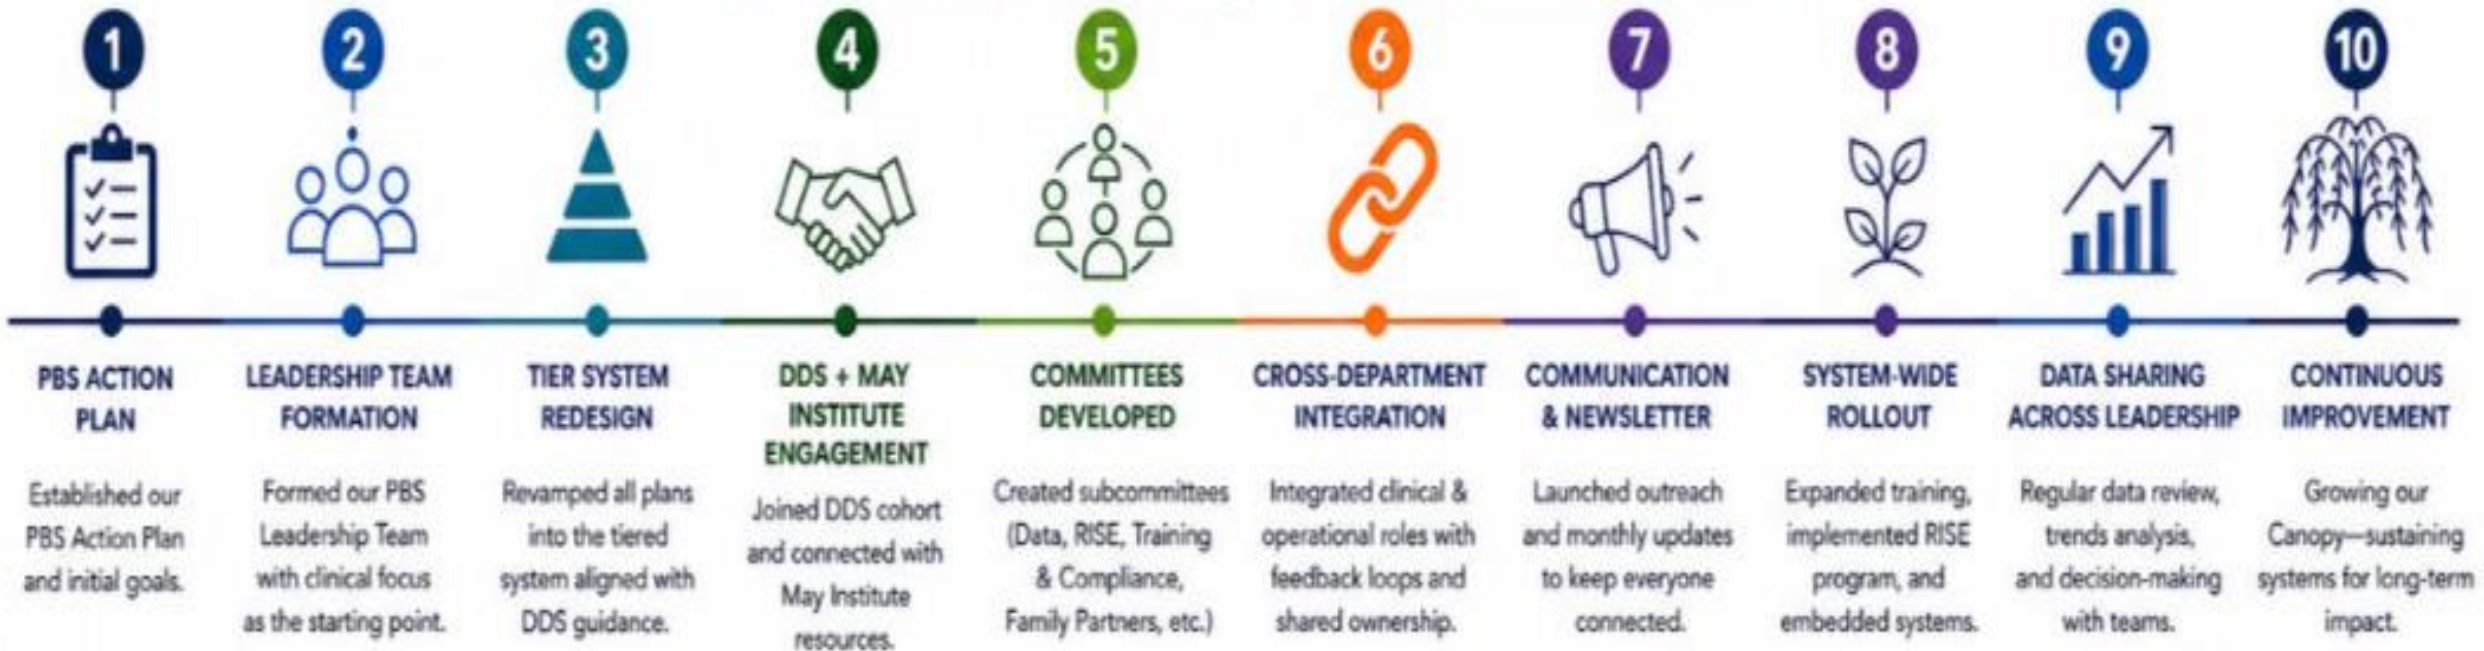 1
PBS ACTION
PLAN
Established our
PBS Action Plan
and initial goals.
2
LEADERSHIP TEAM
FORMATION
Formed our PBS
Leadership Team
with clinical focus
as the starting point.
3
TIER SYSTEM
REDESIGN
Revamped all plans
into the tiered
system aligned with
DDS guidance.
4
DDS + MAY
INSTITUTE
ENGAGEMENT
Joined DDS cohort
and connected with
May Institute
resources.
5
COMMITTEES
DEVELOPED
Created subcommittees
(Data, RISE, Training
& Compliance,
Family Partners, etc.)
6
CROSS-DEPARTMENT
INTEGRATION
Integrated clinical &
operational roles with
feedback loops and
shared ownership.
7
COMMUNICATION
& NEWSLETTER
Launched outreach
and monthly updates
to keep everyone
connected.
8
SYSTEM-WIDE
ROLLOUT
Expanded training,
implemented RISE
program, and
embedded systems.
9
DATA SHARING
ACROSS LEADERSHIP
Regular data review,
trends analysis,
and decision-making
with teams.
10
CONTINUOUS
IMPROVEMENT
Growing our
Canopy—sustaining
systems for long-term
impact.